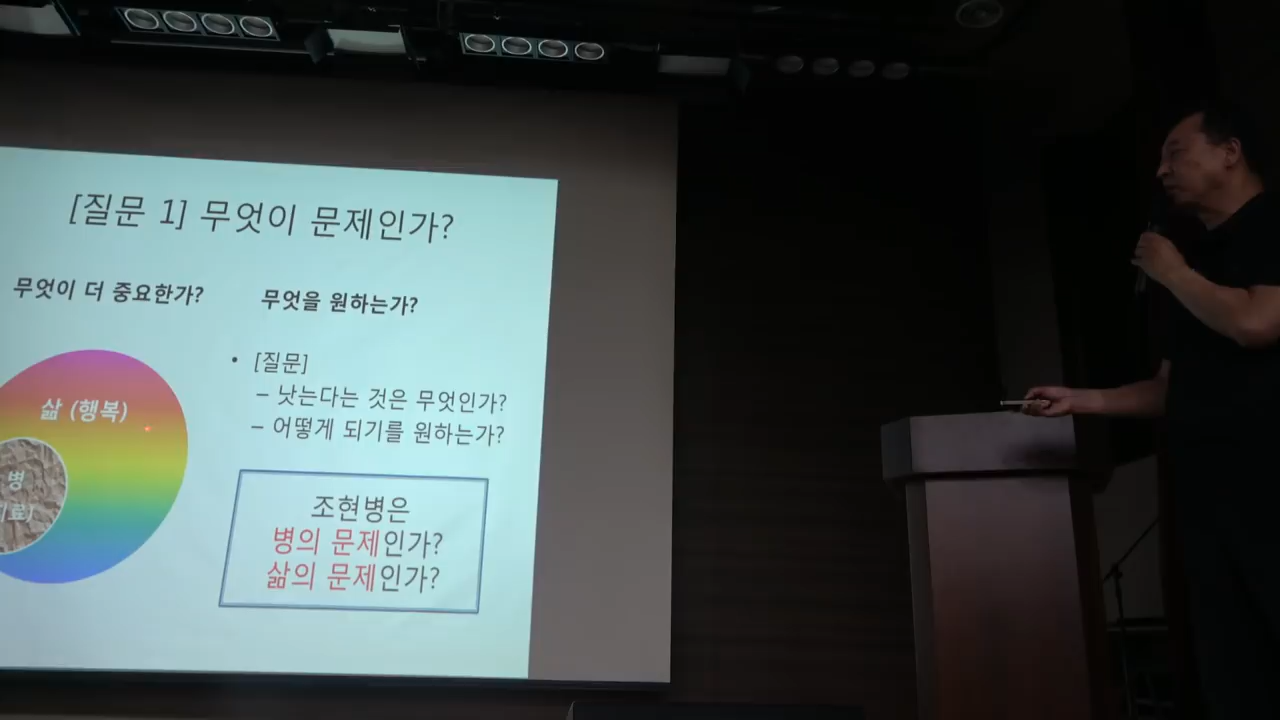 [질문 1] 무엇이 문제인가?
무엇이 더 중요한가?
삶 (행복)
병
무엇을 원하는가?
• [질문]
– 낫는다는 것은 무엇인가?
– 어떻게 되기를 원하는가?
조현병은
병의 문제인가?
삶의 문제인가?